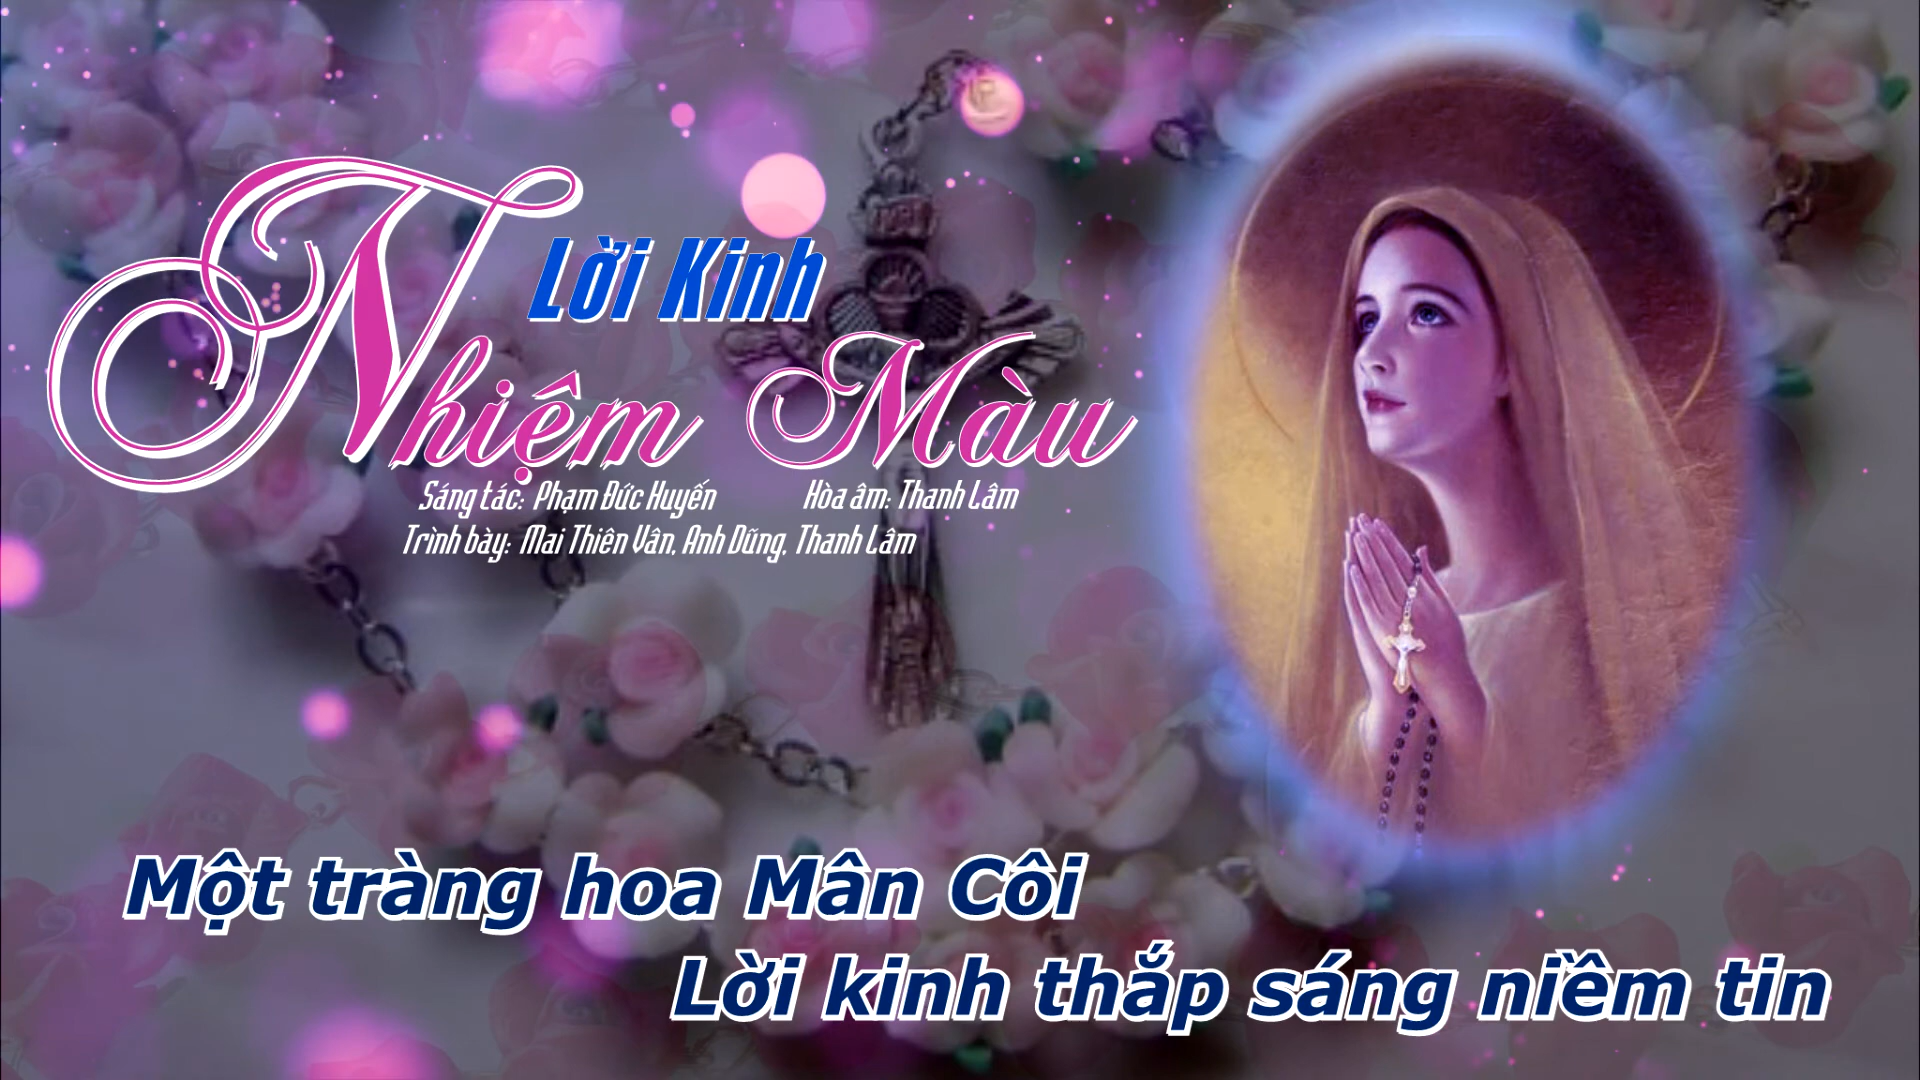 Lời Kinh
Nhiệm Màu
Sáng tác: Phạm Đức Huyến
Hòa âm: Thanh Lâm
Trình bày: Mai Thiên Vân, Anh Dũng, Thanh Lâm
Một tràng hoa Mân Côi
Lời kinh thắp sáng niềm tin